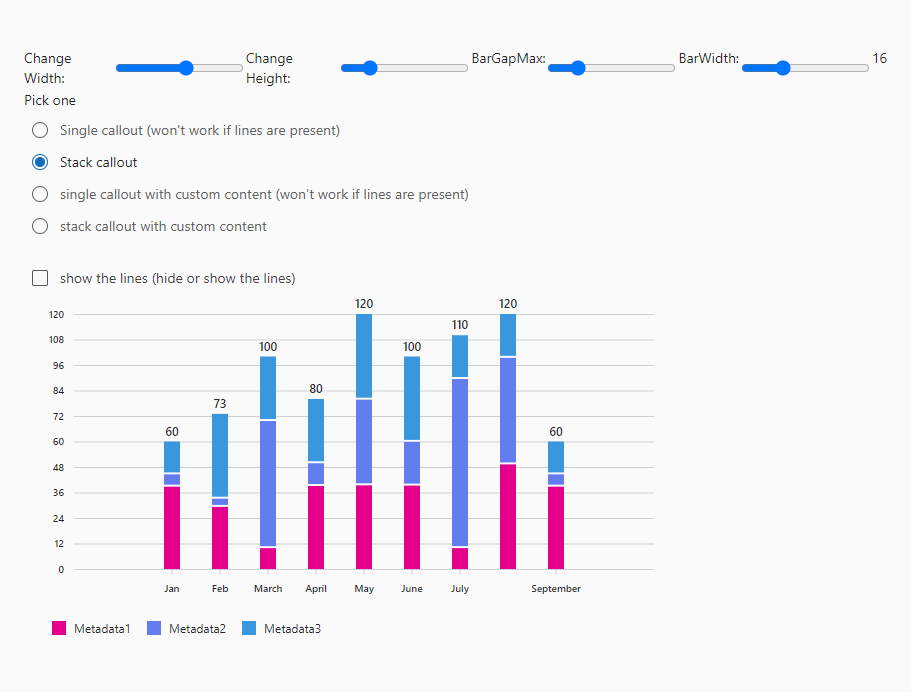 Change Width:
Change Height:
BarGapMax:
BarWidth:
16
Pick one
Single callout (won't work if lines are present)
Stack callout
single callout with custom content (won't work if lines are present)
stack callout with custom content
show the lines (hide or show the lines)
120
108
96
84
72
60
48
36
24
12
0
60
73
100
80
120
100
110
120
60
Jan
Feb
March
April
May
June
July
September
Metadata1
Metadata2
Metadata3